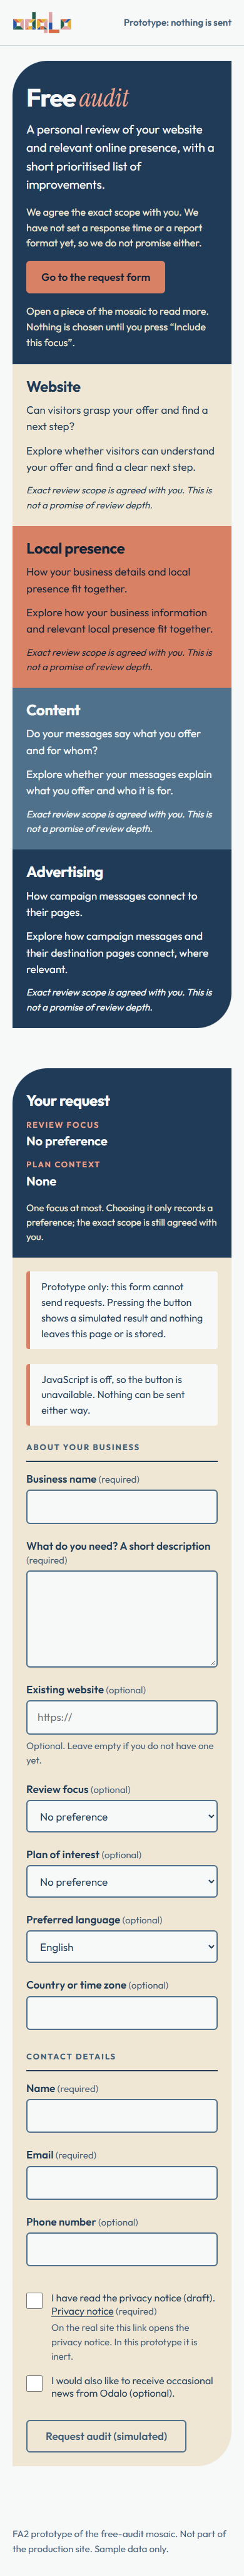 odalo
Prototype: nothing is sent
Free audit
A personal review of your website
and relevant online presence, with a
short prioritised list of
improvements.
We agree the exact scope with you. We
have not set a response time or a report
format yet, so we do not promise either.
Go to the request form
Open a piece of the mosaic to read more.
Nothing is chosen until you press “Include
this focus”.
Website
Can visitors grasp your offer and find a
next step?
Explore whether visitors can understand
your offer and find a clear next step.
Exact review scope is agreed with you. This is
not a promise of review depth.
Local presence
How your business details and local
presence fit together.
Explore how your business information
and relevant local presence fit together.
Exact review scope is agreed with you. This is
not a promise of review depth.
Content
Do your messages say what you offer
and for whom?
Explore whether your messages explain
what you offer and who it is for.
Exact review scope is agreed with you. This is
not a promise of review depth.
Advertising
How campaign messages connect to
their pages.
Explore how campaign messages and
their destination pages connect, where
relevant.
Exact review scope is agreed with you. This is
not a promise of review depth.
Your request
REVIEW FOCUS
No preference
PLAN CONTEXT
None
One focus at most. Choosing it only records a
preference; the exact scope is still agreed with
you.
Prototype only: this form cannot
send requests. Pressing the button
shows a simulated result and nothing
leaves this page or is stored.
JavaScript is off, so the button is
unavailable. Nothing can be sent
either way.
ABOUT YOUR BUSINESS
Business name (required)
What do you need? A short description
(required)
Existing website (optional)
https://
Optional. Leave empty if you do not have one
yet.
Review focus (optional)
No preference
Plan of interest (optional)
No preference
Preferred language (optional)
English
Country or time zone (optional)
CONTACT DETAILS
Name (required)
Email (required)
Phone number (optional)
I have read the privacy notice (draft).
Privacy notice (required)
On the real site this link opens the
privacy notice. In this prototype it is
inert.
I would also like to receive occasional
news from Odalo (optional).
Request audit (simulated)
FA2 prototype of the free-audit mosaic. Not part of
the production site. Sample data only.